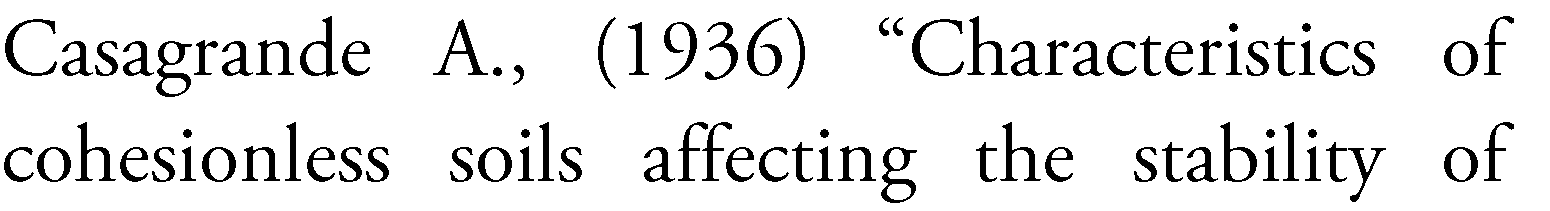 Casagrande A., (1936) “Characteristics of
cohesionless soils affecting the stability of